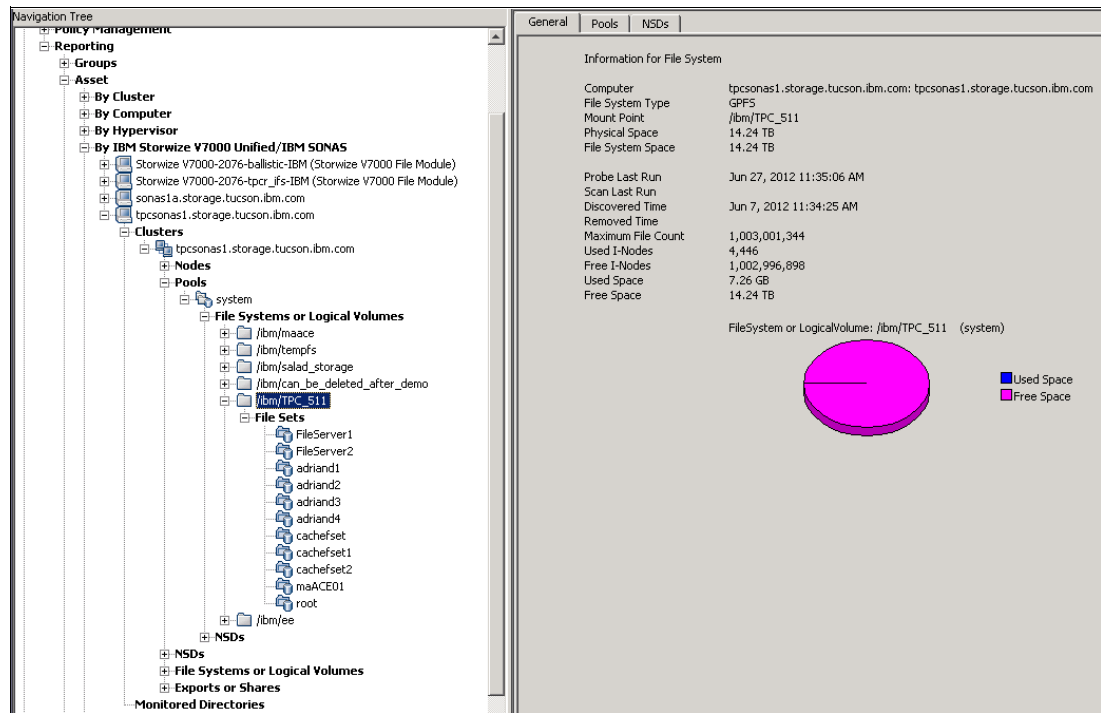 Navigation Tree
Policy Management
Reporting
Groups
Asset
By Cluster
By Computer
By Hypervisor
By IBM Storwize V7000 Unified/IBM SONAS
Storwize V7000-2076-ballistic-IBM (Storwize V7000 File Module)
Storwize V7000-2076-tpcr_ifs-IBM (Storwize V7000 File Module)
sonas1a.storage.tucson.ibm.com
tpcsonas1.storage.tucson.ibm.com
Clusters
tpcsonas1.storage.tucson.ibm.com
Nodes
Pools
system
File Systems or Logical Volumes
/ibm/maace
/ibm/tempfs
/ibm/salad_storage
/ibm/can_be_deleted_after_demo
/ibm/TPC_511
File Sets
FileServer1
FileServer2
adriand1
adriand2
adriand3
adriand4
cachefset
cachefset1
cachefset2
maACE01
root
/ibm/ee
NSDs
NSDs
File Systems or Logical Volumes
Exports or Shares
Monitored Directories
General Pools NSDs
Information for File System
Computer tpcsonas1.storage.tucson.ibm.com: tpcsonas1.storage.tucson.ibm.com
File System Type GPFS
Mount Point /ibm/TPC_511
Physical Space 14.24 TB
File System Space 14.24 TB
Probe Last Run Jun 27, 2012 11:35:06 AM
Scan Last Run
Discovered Time Jun 7, 2012 11:34:25 AM
Removed Time
Maximum File Count 1,003,001,344
Used I-Nodes 4,446
Free I-Nodes 1,002,996,898
Used Space 7.26 GB
Free Space 14.24 TB
FileSystem or LogicalVolume: /ibm/TPC_511 (system)
Used Space
Free Space